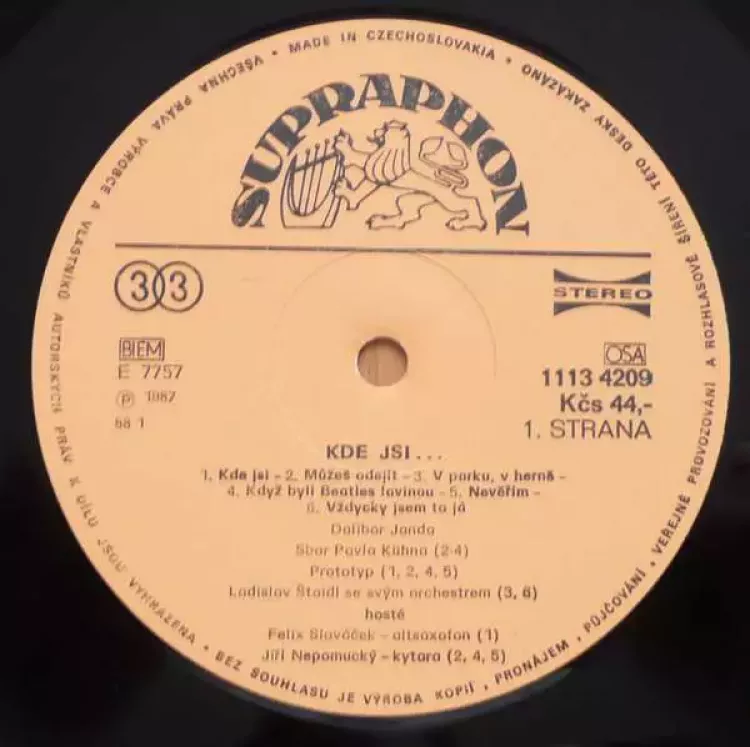 • MADE IN CZECHOSLOVAKIA • VŠECHNA PRÁVA VÝROBCE A VLASTNÍKŮ AUTORSKÝCH PRÁV K DÍLU JSOU VYHRAZENA • BEZ SOUHLASU JE VÝROBA KOPIÍ, PRONÁJEM, PŮJČOVÁNÍ, VEŘEJNÉ PROVOZOVÁNÍ A ROZHLASOVÉ ŠÍŘENÍ TÉTO DESKY ZAKÁZÁNO
SUPRAPHON
33
STEREO
BIEM
OSA
E 7757
1113 4209
℗ 1987
Kčs 44,-
68 1
1. STRANA
KDE JSI...
1. Kde jsi – 2. Můžeš odejít – 3. V parku, v herně –
4. Když byli Beatles lavinou – 5. Nevěřím –
6. Vždycky jsem to já
Dalibor Janda
Sbor Pavla Kühna (2-4)
Prototyp (1, 2, 4, 5)
Ladislav Štaidl se svým orchestrem (3, 6)
hosté
Felix Slováček – altsaxofon (1)
Jiří Nepomucký – kytara (2, 4, 5)